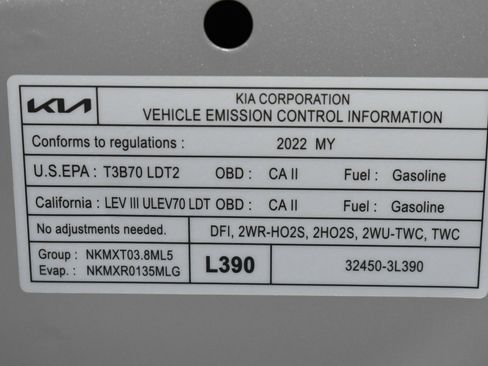 KIA
KIA CORPORATION
VEHICLE EMISSION CONTROL INFORMATION
Conforms to regulations : 2022 MY
U.S.EPA : T3B70 LDT2 OBD : CA II Fuel : Gasoline
California : LEV III ULEV70 LDT OBD : CA II Fuel : Gasoline
No adjustments needed. DFI, 2WR-HO2S, 2HO2S, 2WU-TWC, TWC
Group : NKMXT03.8ML5
Evap. : NKMXR0135MLG
L390
32450-3L390